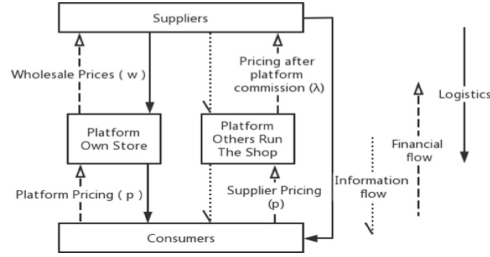 Suppliers
Wholesale Prices ( w )
Pricing after
platform
commission (λ)
Platform
Own Store
Platform
Others Run
The Shop
Platform Pricing ( p )
Supplier Pricing
(p)
Consumers
Logistics
Financial
flow
Information
flow